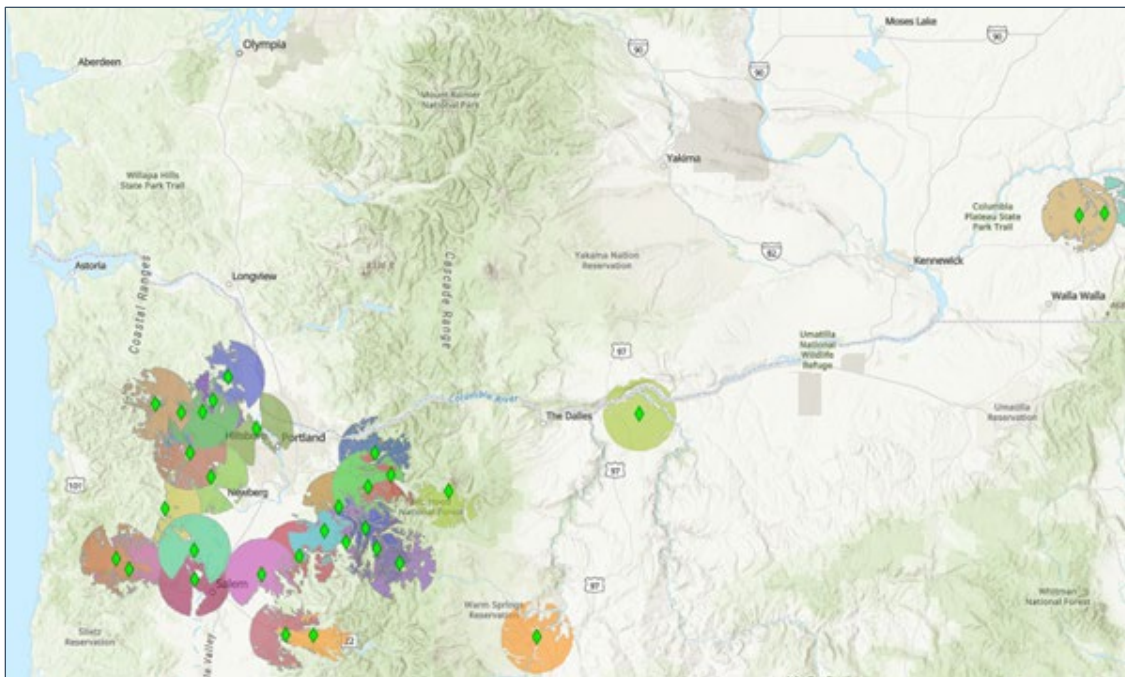 Moses Lake
90
90
Olympia
90
Aberdeen
Mount Rainier
National Park
Yakima
Willapa Hills
State Park Trail
Columbia
Plateau State
Park Trail
82
Yakama Nation
Reservation
Kennewick
Astoria
Longview
Coastal Ranges
Cascade Range
Walla Walla
Umatilla
National
Wildlife
Refuge
97
Columbia River
The Dalles
Umatilla
Reservation
Portland
97
101
Newberg
National Forest
97
Salem
Warm Springs
Reservation
Whitman
National Forest
Siletz
Reservation
22
Valley